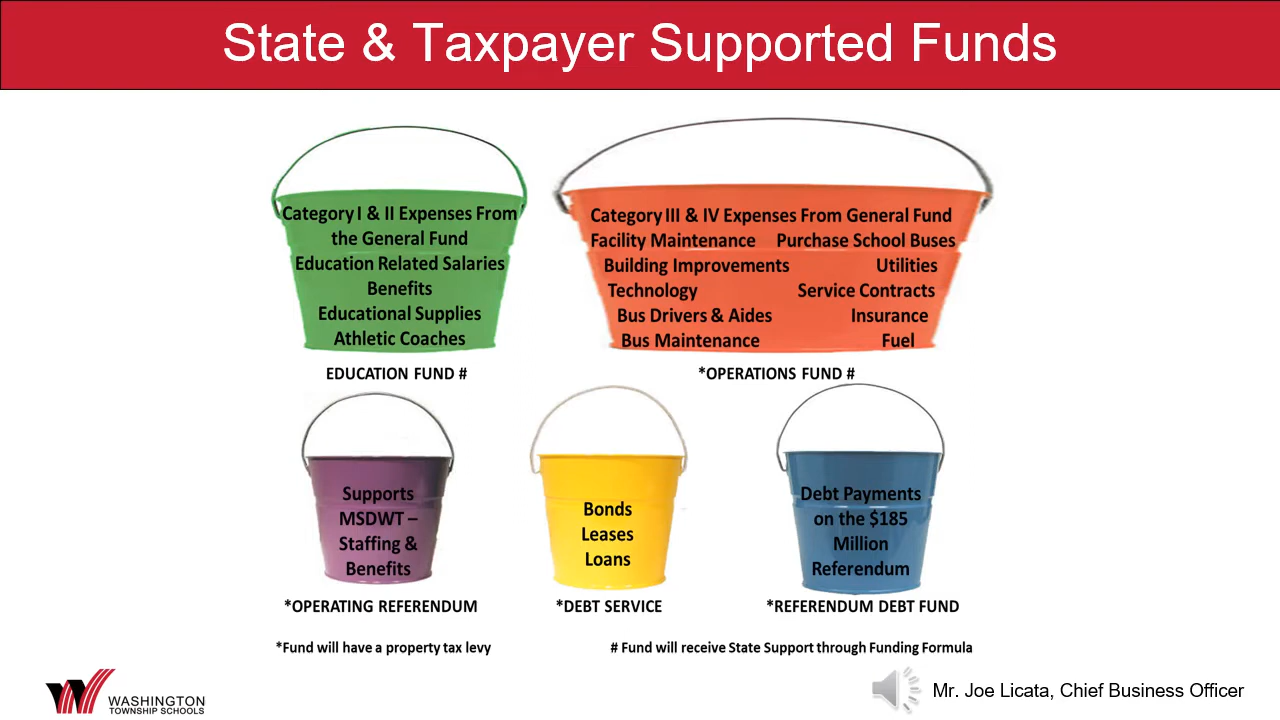 State & Taxpayer Supported Funds
Category I & II Expenses From
the General Fund
Education Related Salaries
Benefits
Educational Supplies
Athletic Coaches
EDUCATION FUND #
Category III & IV Expenses From General Fund
Facility Maintenance Purchase School Buses
Building Improvements Utilities
Technology Service Contracts
Bus Drivers & Aides Insurance
Bus Maintenance Fuel
*OPERATIONS FUND #
Supports
MSDWT –
Staffing &
Benefits
*OPERATING REFERENDUM
Bonds
Leases
Loans
*DEBT SERVICE
Debt Payments
on the $185
Million
Referendum
*REFERENDUM DEBT FUND
*Fund will have a property tax levy
# Fund will receive State Support through Funding Formula
WASHINGTON
TOWNSHIP SCHOOLS
Mr. Joe Licata, Chief Business Officer